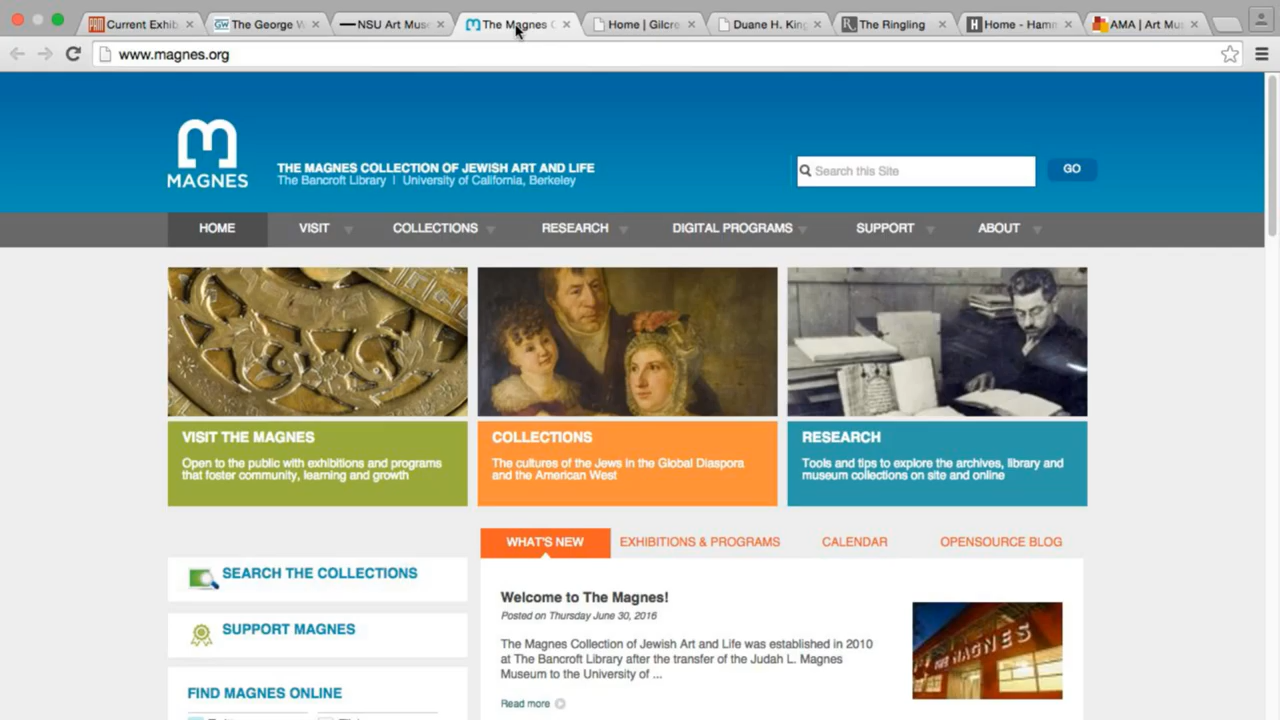 Current Exhib
The George W
NSU Art Mus
The Magnes C
Home | Gilcre
Duane H. King
The Ringling
Home - Hamm
AMA | Art Mu
www.magnes.org
MAGNES
THE MAGNES COLLECTION OF JEWISH ART AND LIFE
The Bancroft Library | University of California, Berkeley
Search this Site
GO
HOME
VISIT
COLLECTIONS
RESEARCH
DIGITAL PROGRAMS
SUPPORT
ABOUT
VISIT THE MAGNES
Open to the public with exhibitions and programs
that foster community, learning and growth
COLLECTIONS
The cultures of the Jews in the Global Diaspora
and the American West
RESEARCH
Tools and tips to explore the archives, library and
museum collections on site and online
SEARCH THE COLLECTIONS
SUPPORT MAGNES
FIND MAGNES ONLINE
WHAT'S NEW
EXHIBITIONS & PROGRAMS
CALENDAR
OPENSOURCE BLOG
Welcome to The Magnes!
Posted on Thursday June 30, 2016
The Magnes Collection of Jewish Art and Life was established in 2010
at The Bancroft Library after the transfer of the Judah L. Magnes
Museum to the University of ...
Read more
THE MAGNES